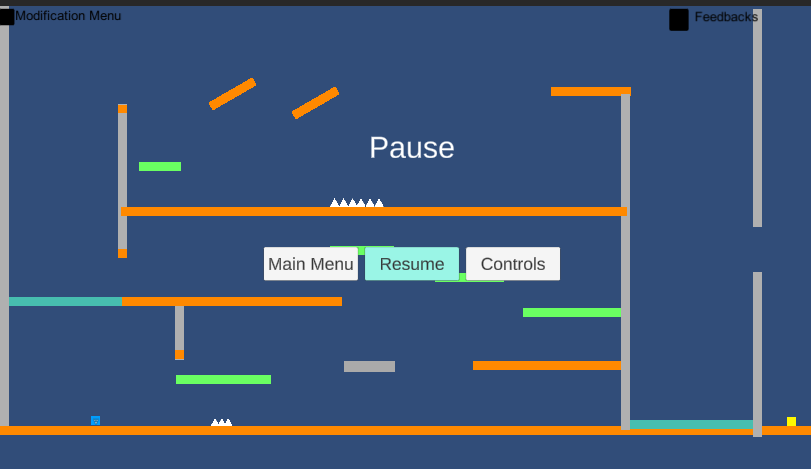 Modification Menu
Feedbacks
Pause
Main Menu
Resume
Controls